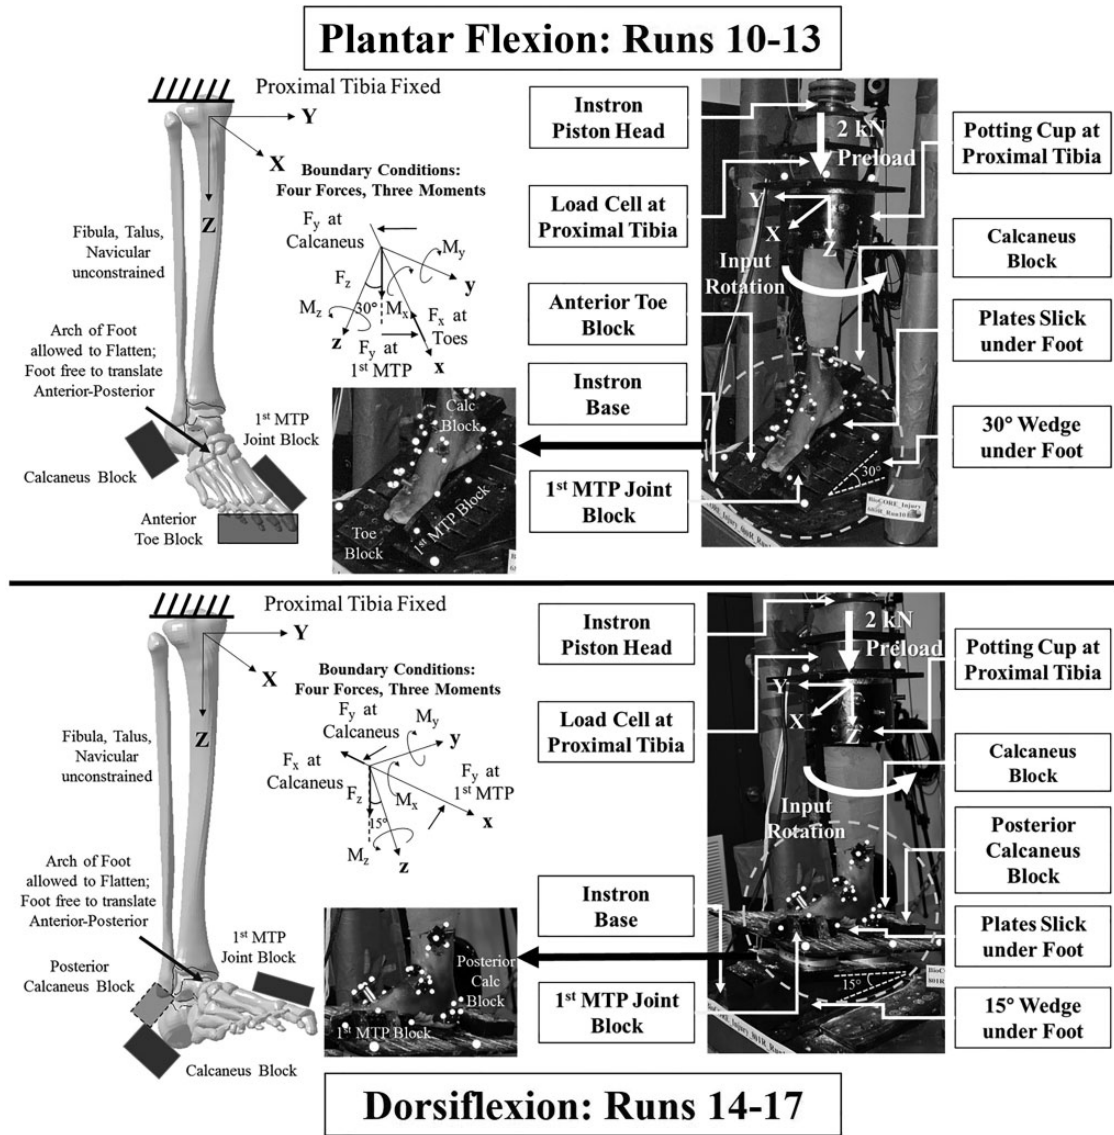 Plantar Flexion: Runs 10-13
Proximal Tibia Fixed
Y
X
Z
Boundary Conditions:
Four Forces, Three Moments
Fibula, Talus,
Navicular
unconstrained
Fy at
Calcaneus
My
Fz
y
Mz
30°
Mx
Fx at
Toes
z
Fy at
1st MTP
x
Arch of Foot
allowed to Flatten;
Foot free to translate
Anterior-Posterior
1st MTP
Joint Block
Calcaneus Block
Anterior
Toe Block
Calc
Block
Toe
Block
1st MTP Block
Instron
Piston Head
Load Cell at
Proximal Tibia
Anterior Toe
Block
Instron
Base
1st MTP Joint
Block
2 kN
Preload
Y
X
Z
Input
Rotation
30°
BioCORE_Injury
Potting Cup at
Proximal Tibia
Calcaneus
Block
Plates Slick
under Foot
30° Wedge
under Foot
Proximal Tibia Fixed
Y
X
Z
Boundary Conditions:
Four Forces, Three Moments
Fibula, Talus,
Navicular
unconstrained
Fy at
Calcaneus
My
y
Fx at
Calcaneus
Fz
Mx
Fy at
1st MTP
x
15°
Mz
z
Arch of Foot
allowed to Flatten;
Foot free to translate
Anterior-Posterior
1st MTP
Joint Block
Posterior
Calcaneus Block
Calcaneus Block
Posterior
Calc
Block
1st MTP Block
Instron
Piston Head
Load Cell at
Proximal Tibia
Instron
Base
1st MTP Joint
Block
2 kN
Preload
Y
X
Z
Input
Rotation
15°
Potting Cup at
Proximal Tibia
Calcaneus
Block
Posterior
Calcaneus
Block
Plates Slick
under Foot
15° Wedge
under Foot
Dorsiflexion: Runs 14-17